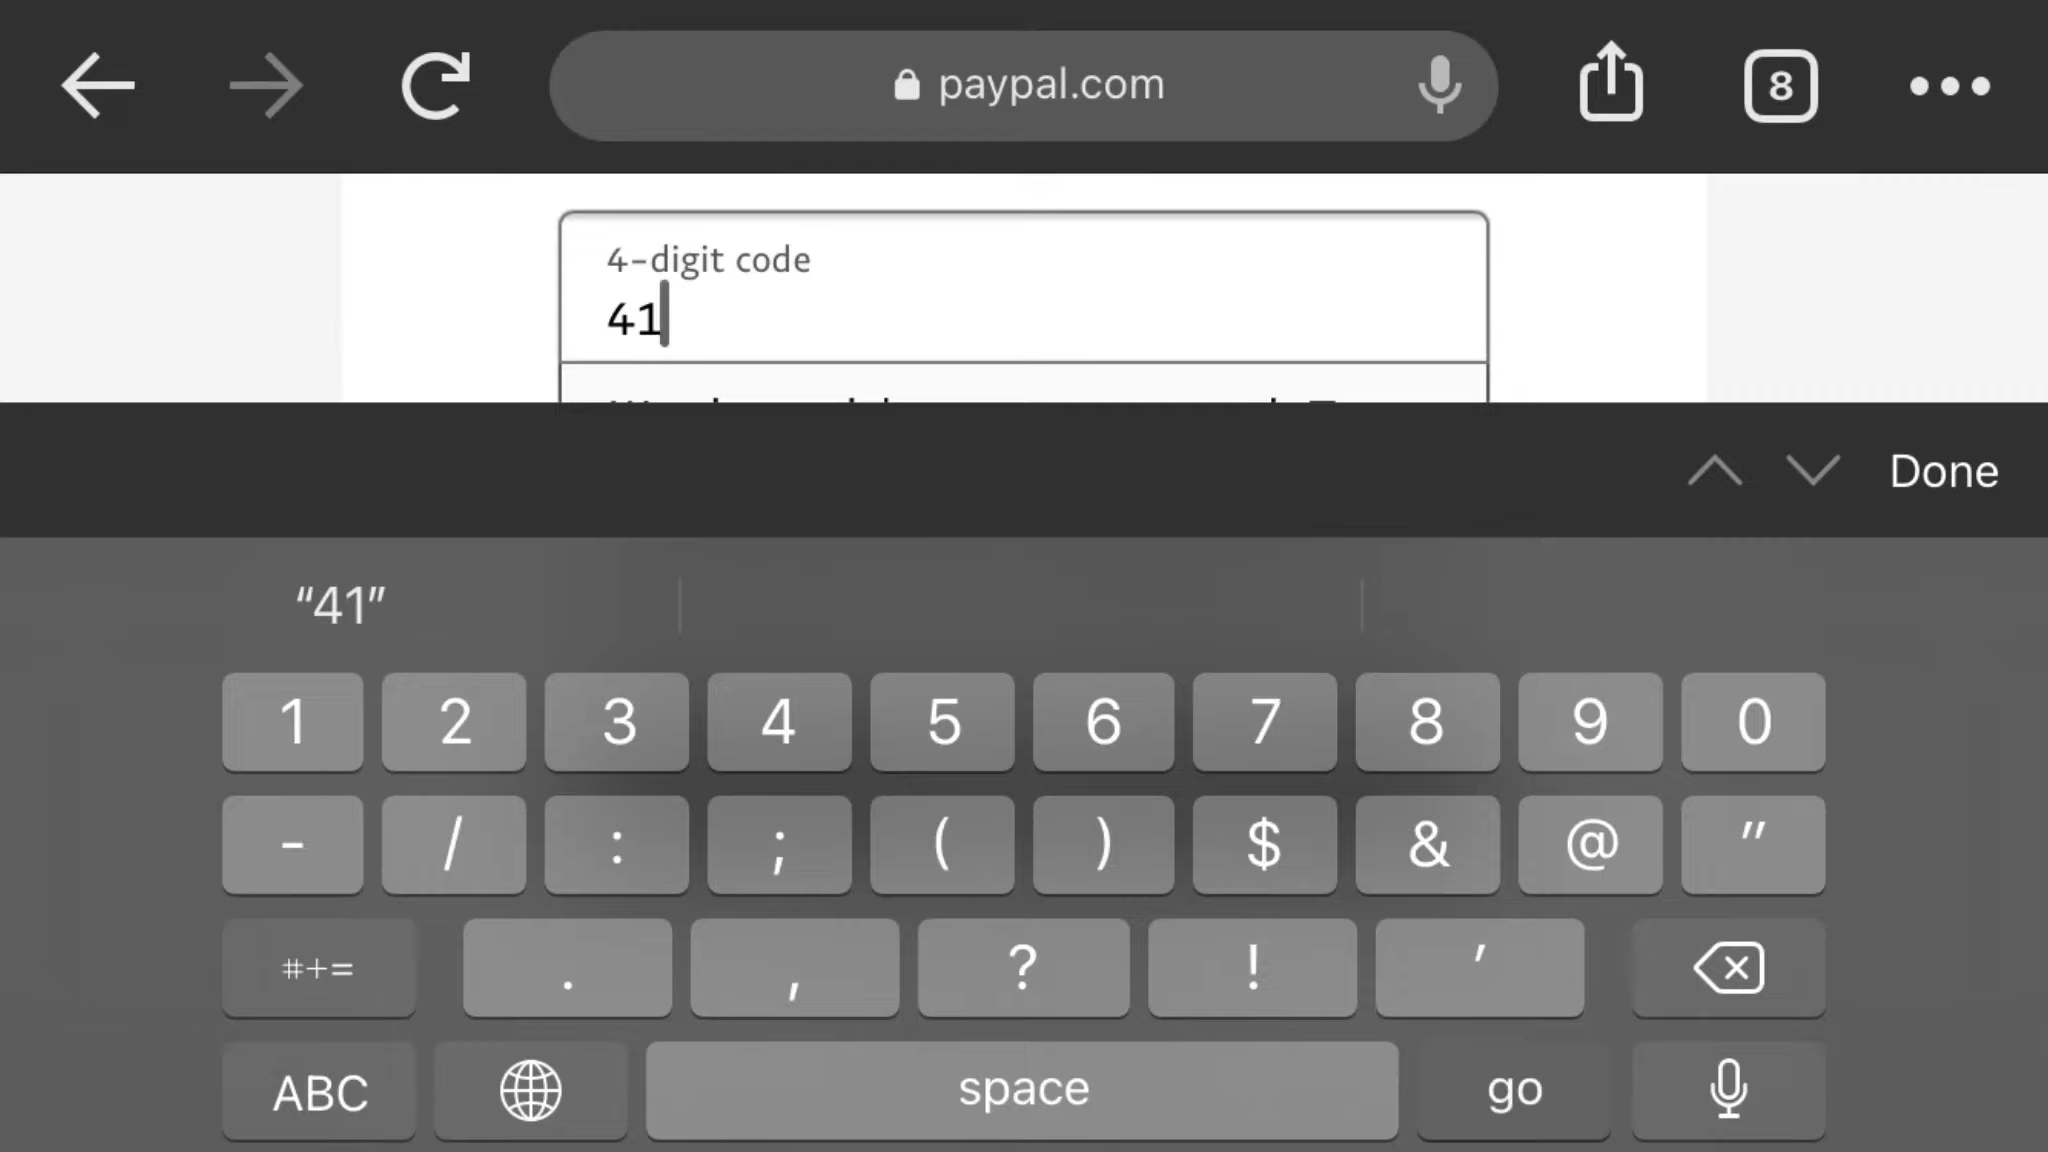 paypal.com
8
4-digit code
41
Done
“41”
1 2 3 4 5 6 7 8 9 0
- / : ; ( ) $ & @ "
#+= . , ? ! '
ABC space go